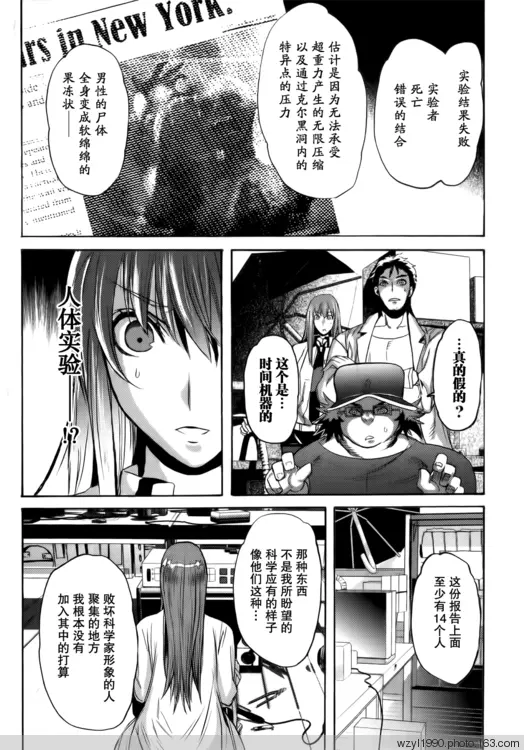 ars in New York.
实验结果失败
实验者
死亡
错误的结合
估计是因为无法承受
超重力产生的无限压缩
以及通过克尔黑洞内的
特异点的压力
男性的尸体
全身变成软绵绵的
果冻状——
…真的假的？
这个是…
时间机器的
人体实验
!?
这份报告上面
至少有14个人
那种东西
不是我所盼望的
科学应有的样子
像他们这种…
败坏科学家形象的人
聚集的地方
我根本没有
加入其中的打算
wzyl1990.photo.163.com